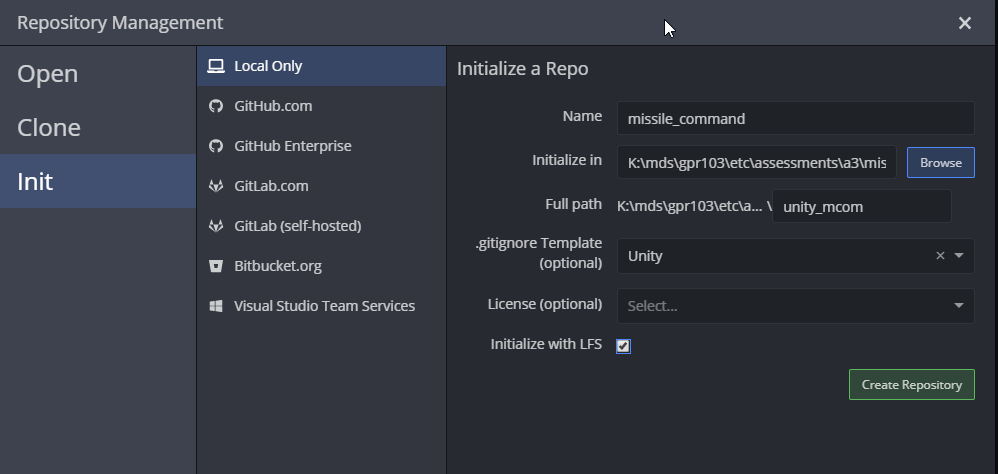 Repository Management
Open
Clone
Init
Local Only
GitHub.com
GitHub Enterprise
GitLab.com
GitLab (self-hosted)
Bitbucket.org
Visual Studio Team Services
Initialize a Repo
Name missile_command
Initialize in K:\mds\gpr103\etc\assessments\a3\mis Browse
Full path K:\mds\gpr103\etc\a... \ unity_mcom
.gitignore Template
(optional) Unity
License (optional) Select...
Initialize with LFS
Create Repository